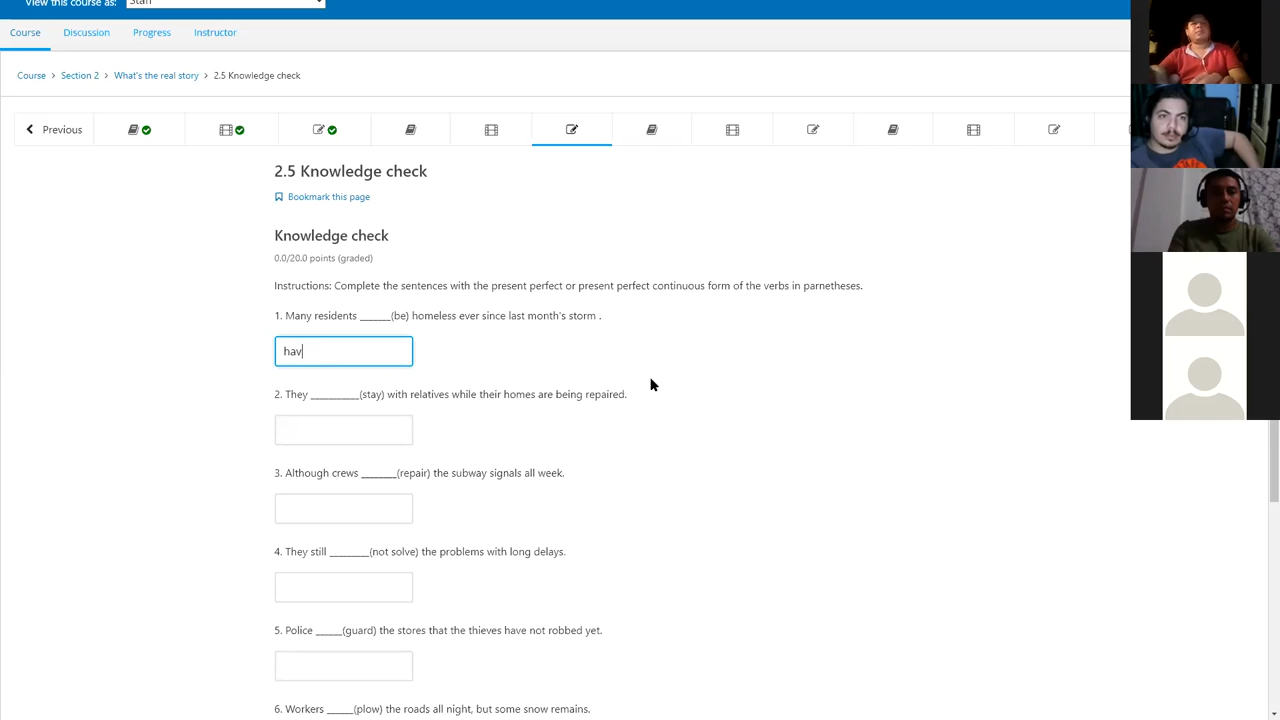 View this course as: Staff
Course Discussion Progress Instructor
Course > Section 2 > What's the real story > 2.5 Knowledge check
Previous
2.5 Knowledge check
Bookmark this page
Knowledge check
0.0/20.0 points (graded)
Instructions: Complete the sentences with the present perfect or present perfect continuous form of the verbs in parnetheses.
1. Many residents _______(be) homeless ever since last month's storm .
hav
2. They ___________(stay) with relatives while their homes are being repaired.
3. Although crews ________(repair) the subway signals all week.
4. They still _________(not solve) the problems with long delays.
5. Police ______(guard) the stores that the thieves have not robbed yet.
6. Workers ______(plow) the roads all night, but some snow remains.